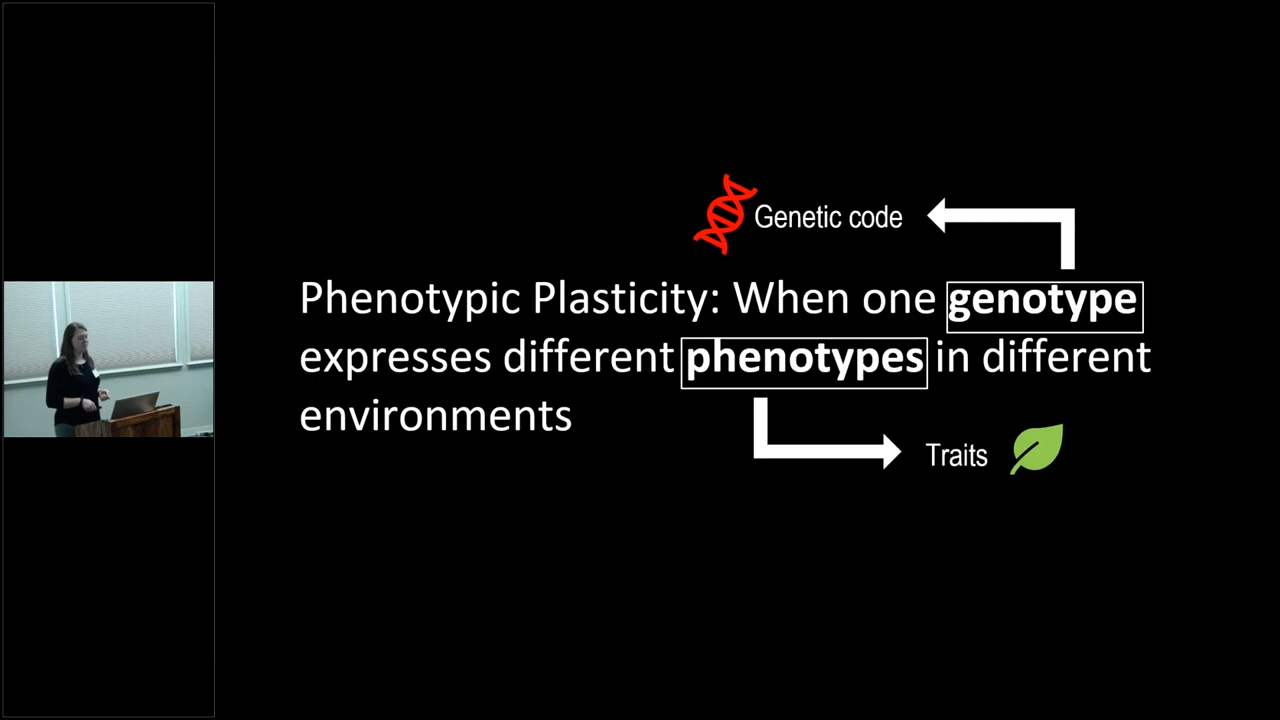 Genetic code
Phenotypic Plasticity: When one genotype
expresses different phenotypes in different
environments
Traits